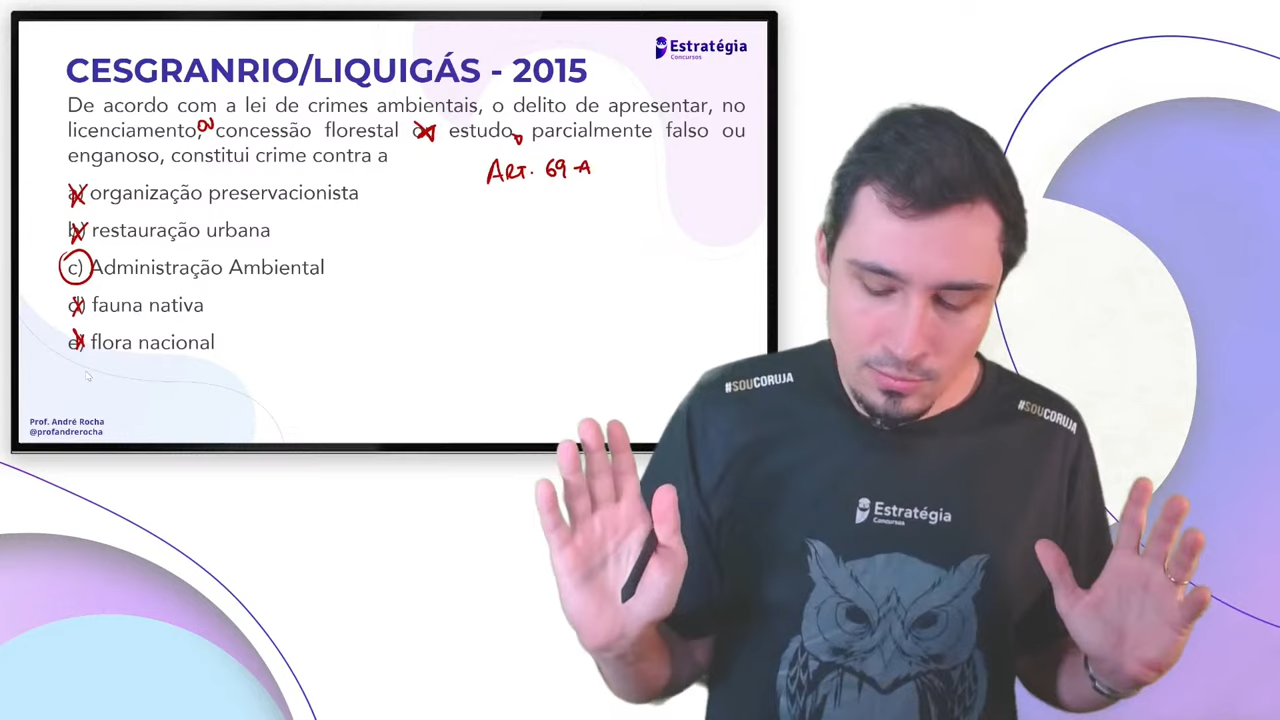 Estratégia
Concursos
CESGRANRIO/LIQUIGÁS - 2015
De acordo com a lei de crimes ambientais, o delito de apresentar, no
licenciamento, ou concessão florestal ou estudo, parcialmente falso ou
enganoso, constitui crime contra a
ART. 69-A
a) organização preservacionista
b) restauração urbana
c) Administração Ambiental
d) fauna nativa
e) flora nacional
Prof. André Rocha
@profandrerocha
#SOUCORUJA
#SOUCORUJA
Estratégia
Concursos